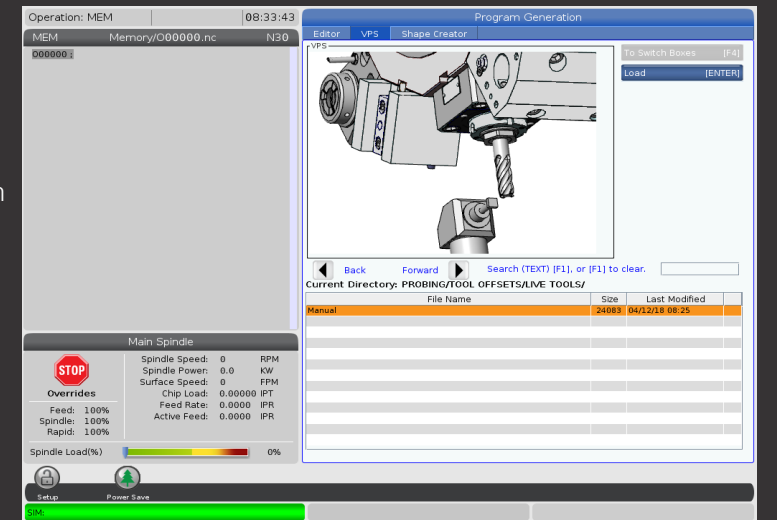 Operation: MEM
08:33:43
MEM Memory/O00000.nc N30
O00000 ;
Program Generation
Editor VPS Shape Creator
VPS
To Switch Boxes [F4]
Load [ENTER]
n
Back Forward Search (TEXT) [F1], or [F1] to clear.
Current Directory: PROBING/TOOL OFFSETS/LIVE TOOLS/
File Name Size Last Modified
Manual 24083 04/12/18 08:25
Main Spindle
STOP
Overrides
Feed: 100%
Spindle: 100%
Rapid: 100%
Spindle Speed: 0 RPM
Spindle Power: 0.0 KW
Surface Speed: 0 FPM
Chip Load: 0.00000 IPT
Feed Rate: 0.0000 IPR
Active Feed: 0.0000 IPR
Spindle Load(%) 0%
Setup Power Save
SIM: